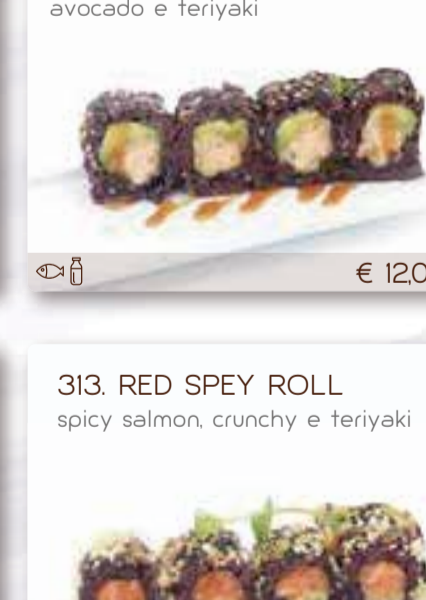 avocado e teriyaki
€ 12,0
313. RED SPEY ROLL
spicy salmon, crunchy e teriyaki